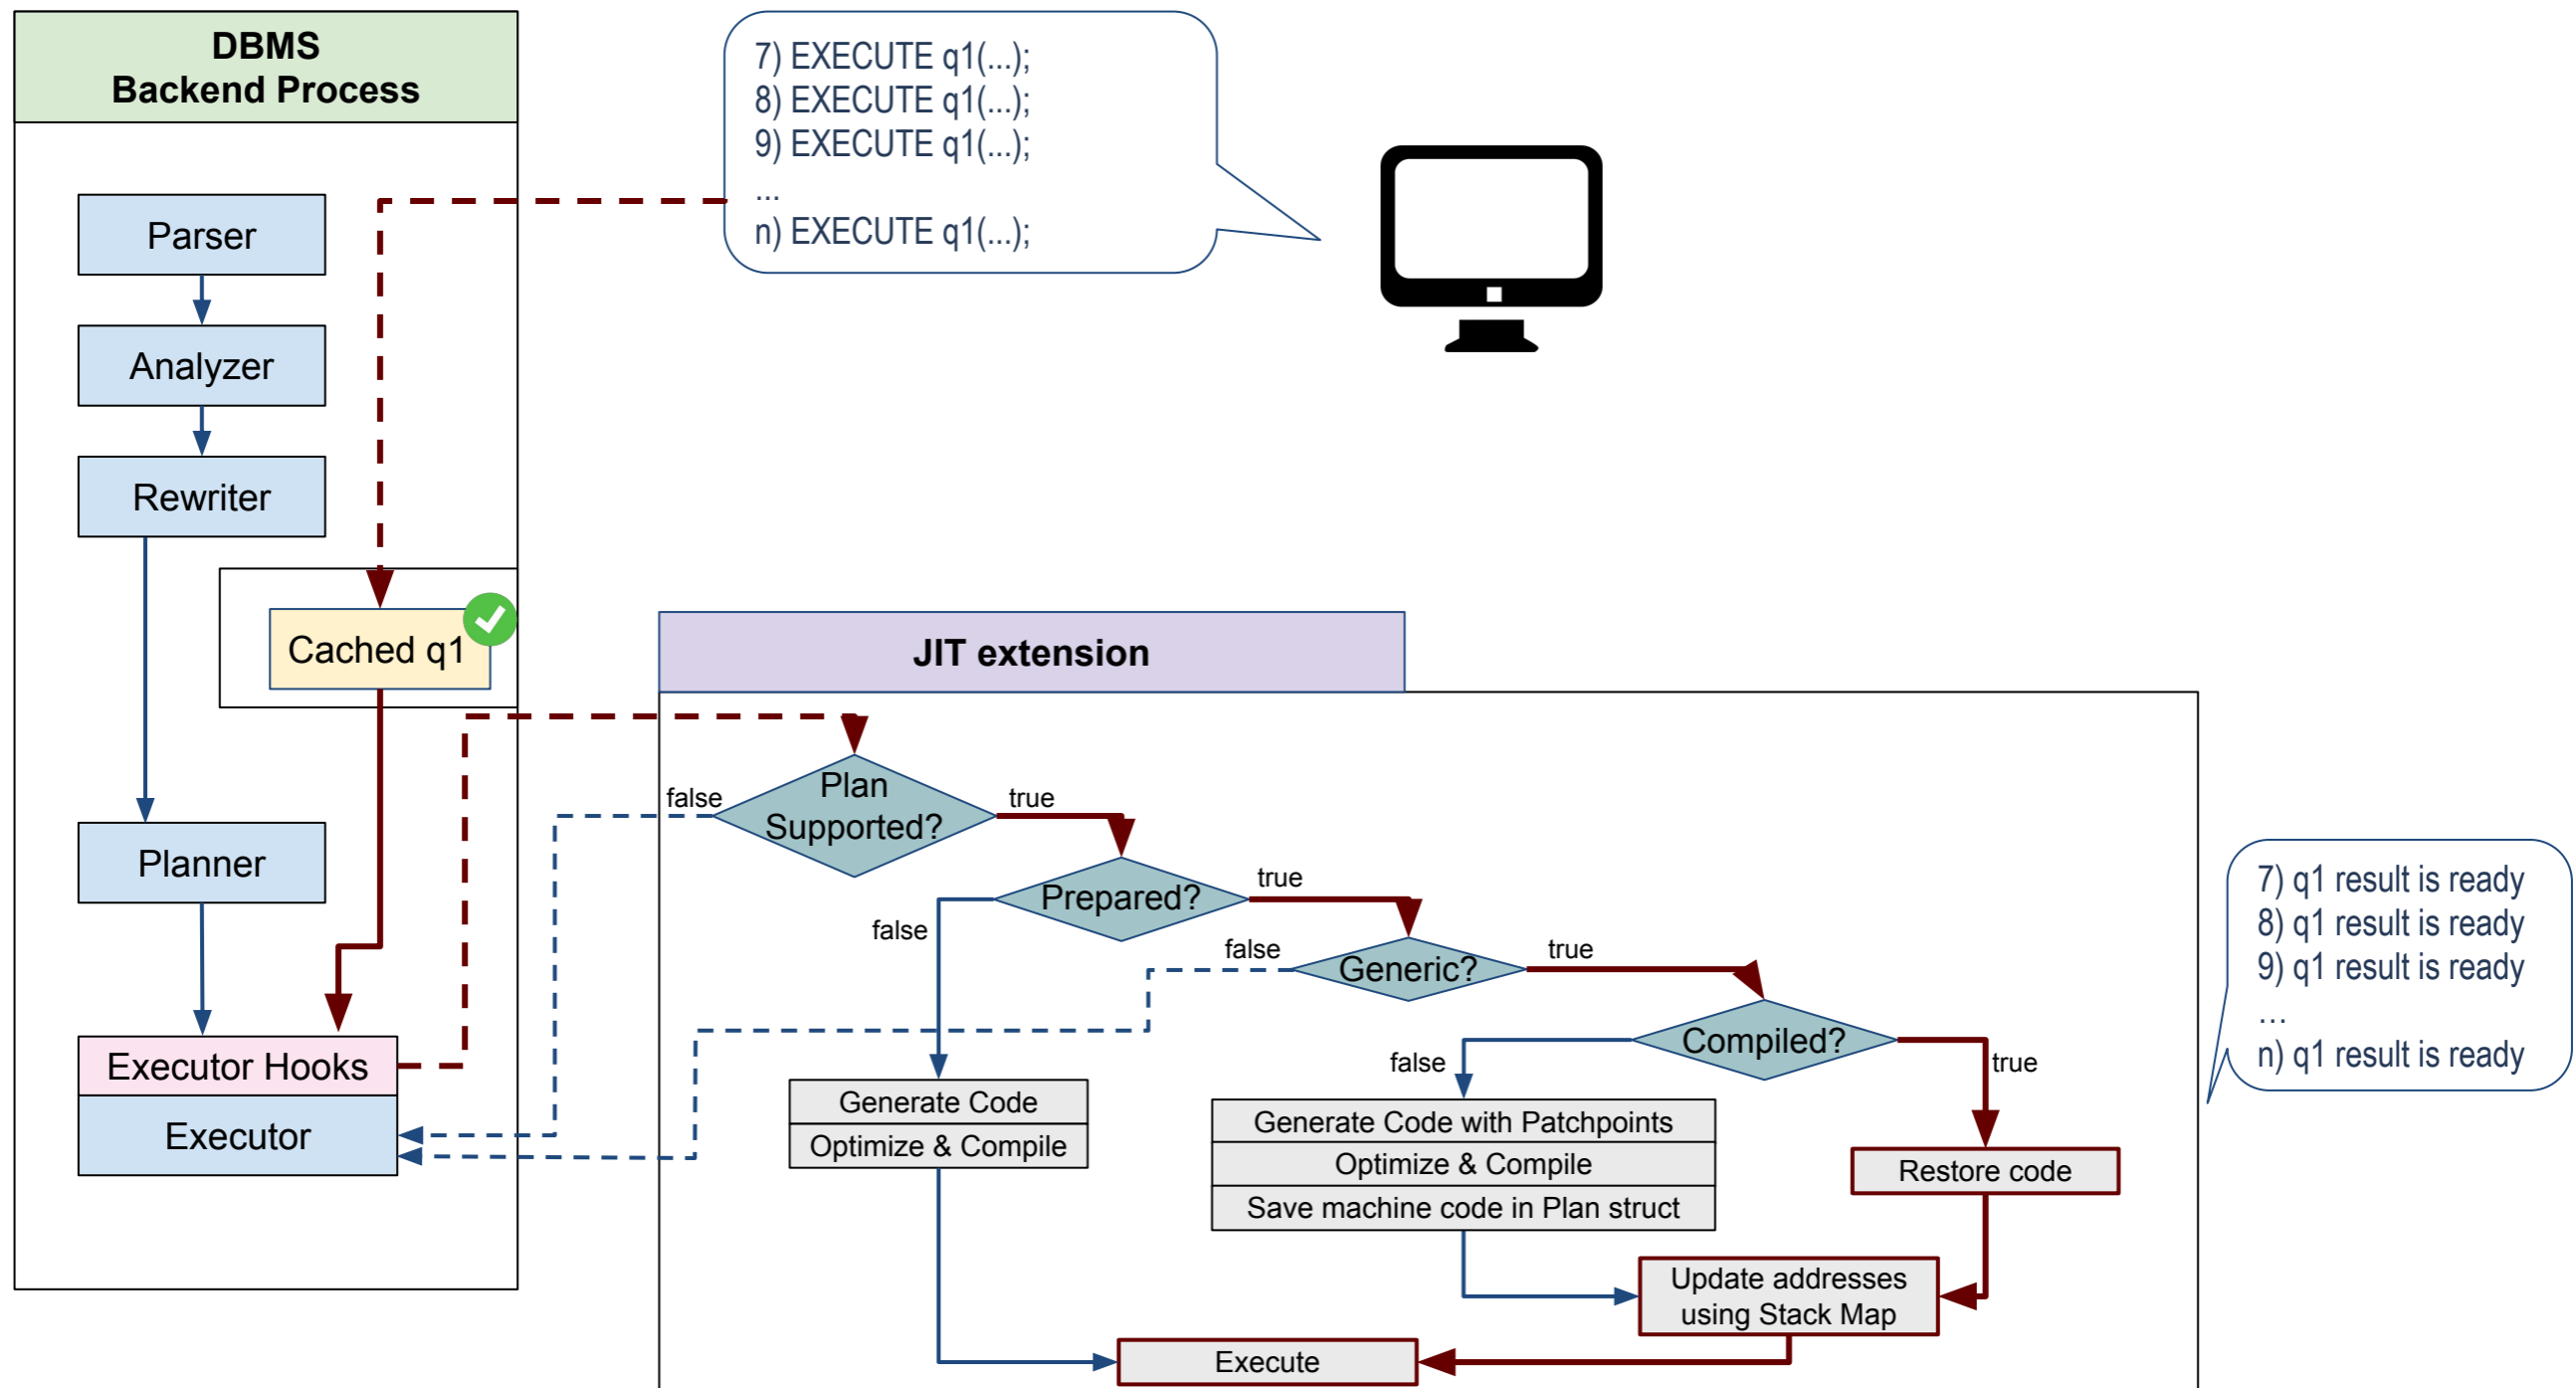 DBMS
Backend Process
7) EXECUTE q1(...);
8) EXECUTE q1(...);
9) EXECUTE q1(...);
...
n) EXECUTE q1(...);
Parser
Analyzer
Rewriter
Cached q1
Planner
Executor Hooks
Executor
JIT extension
Plan
Supported?
false
true
Prepared?
false
true
Generic?
false
true
Compiled?
false
true
Generate Code
Optimize & Compile
Generate Code with Patchpoints
Optimize & Compile
Save machine code in Plan struct
Restore code
Update addresses
using Stack Map
Execute
7) q1 result is ready
8) q1 result is ready
9) q1 result is ready
…
n) q1 result is ready